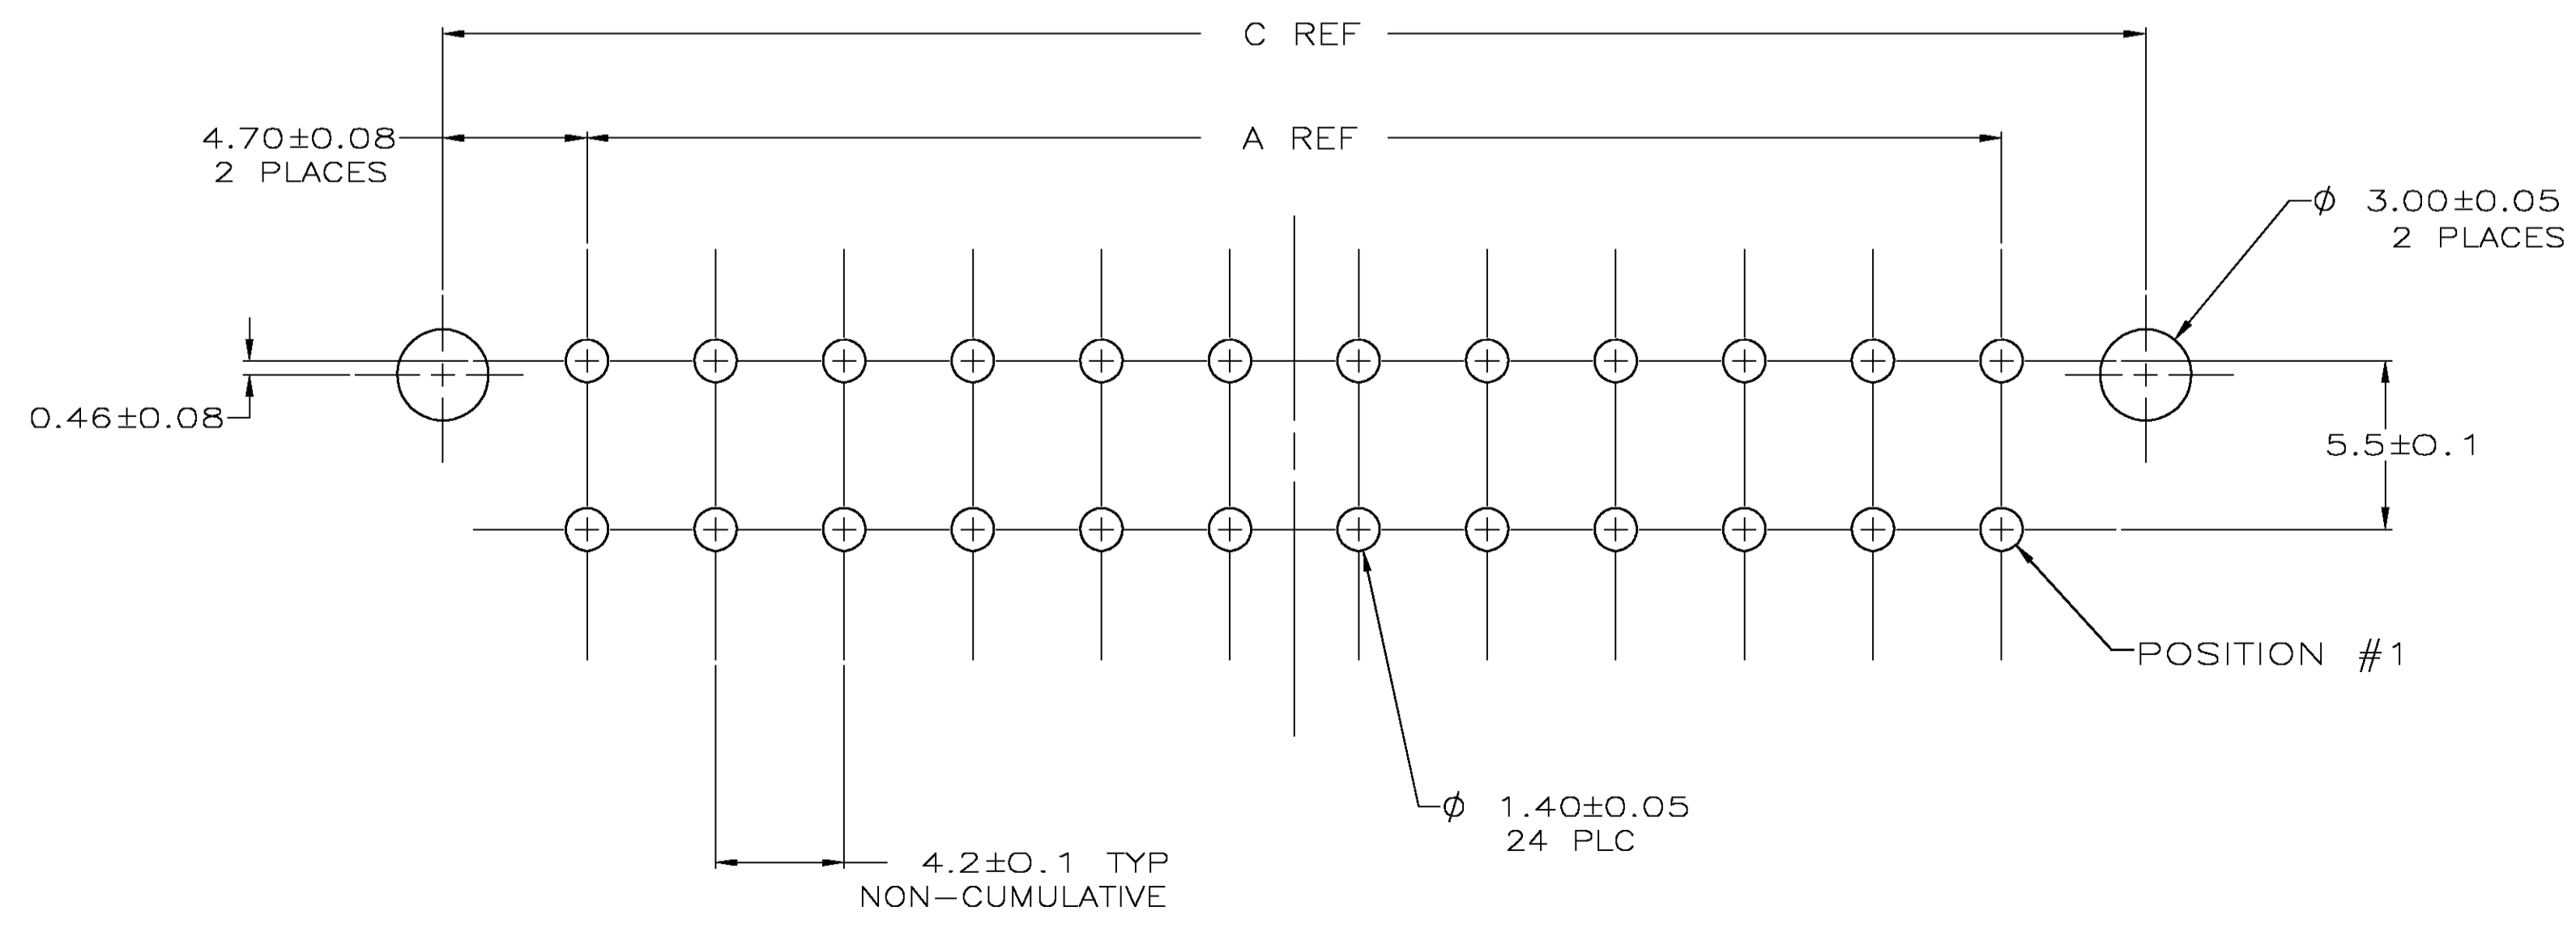 C REF
4.70±0.08
2 PLACES
A REF
⌀ 3.00±0.05
2 PLACES
0.46±0.08
5.5±0.1
POSITION #1
⌀ 1.40±0.05
24 PLC
4.2±0.1 TYP
NON-CUMULATIVE